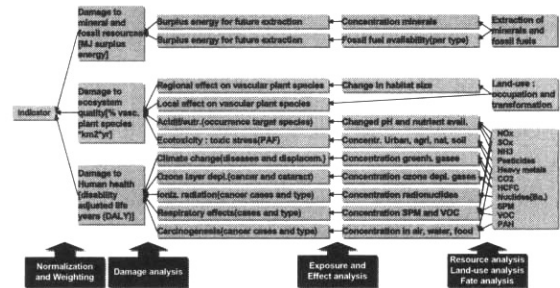 Damage to
mineral and
fossil resources
[MJ surplus
energy]
Surplus energy for future extraction
Concentration minerals
Extraction of
minerals and
fossil fuels
Surplus energy for future extraction
Fossil fuel availability(per type)
Indicator
Damage to
ecosystem
quality[% vasc.
plant species
*km2*yr]
Regional effect on vascular plant species
Change in habitat size
Land-use :
occupation and
transformation
Local effect on vascular plant species
Acidif/eutr.(occurrence target species)
Changed pH and nutrient avail.
Ecotoxicity : toxic stress(PAF)
Concentr. Urban, agri, nat, soil
Damage to
Human health
[disability
adjusted life
years (DALY)]
Climate change(diseases and displacem.)
Concentration greenh. gases
Ozone layer depl.(cancer and cataract)
Concentration ozone depl. gases
Ioniz. radiation(cancer cases and type)
Concentration radionuclides
Respiratory effects(cases and type)
Concentration SPM and VOC
Carcinogenesis(cancer cases and type)
Concentration in air, water, food
NOx
SOx
NH3
Pesticides
Heavy metals
CO2
HCFC
Nuclides(Bq.)
SPM
VOC
PAH
Normalization
and Weighting
Damage analysis
Exposure and
Effect analysis
Resource analysis
Land-use analysis
Fate analysis